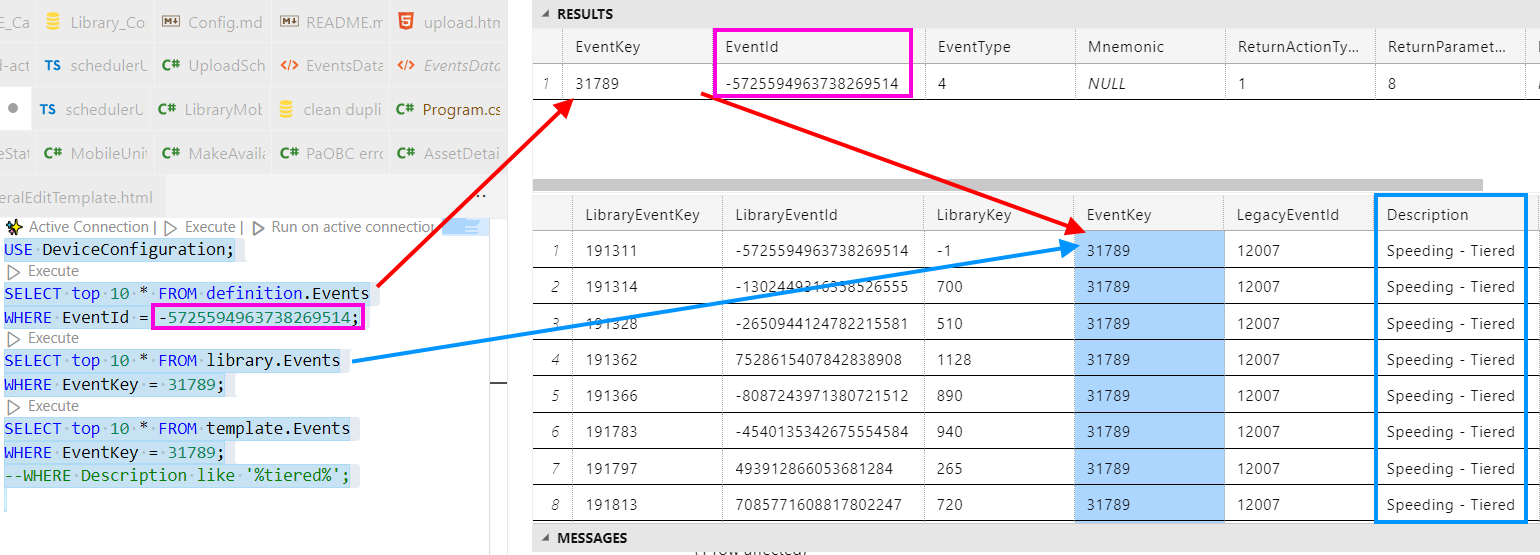 E_Ca Library_Co Config.md README.m upload.htm
d-act TS schedulerU C# UploadSch EventsData EventsData
TS schedulerU C# LibraryMob clean dupli C# Program.cs
eStat C# MobileUnit C# MakeAvaila C# PaOBC erro C# AssetDetai
eralEditTemplate.html ..
Active Connection | Execute | Run on active connection
USE DeviceConfiguration;
Execute
SELECT top 10 * FROM definition.Events
WHERE EventId = -5725594963738269514;
Execute
SELECT top 10 * FROM library.Events
WHERE EventKey = 31789;
Execute
SELECT top 10 * FROM template.Events
WHERE EventKey = 31789;
--WHERE Description like '%tiered%';
RESULTS
EventKey EventId EventType Mnemonic ReturnActionTy... ReturnParamet...
1 31789 -5725594963738269514 4 NULL 1 8
LibraryEventKey LibraryEventId LibraryKey EventKey LegacyEventId Description
1 191311 -5725594963738269514 -1 31789 12007 Speeding - Tiered
2 191314 -1302449316338526555 700 31789 12007 Speeding - Tiered
3 191328 -2650944124782215581 510 31789 12007 Speeding - Tiered
4 191362 7528615407842838908 1128 31789 12007 Speeding - Tiered
5 191366 -8087243971380721512 890 31789 12007 Speeding - Tiered
6 191783 -4540135342675554584 940 31789 12007 Speeding - Tiered
7 191797 493912866053681284 265 31789 12007 Speeding - Tiered
8 191813 7085771608817802247 720 31789 12007 Speeding - Tiered
MESSAGES